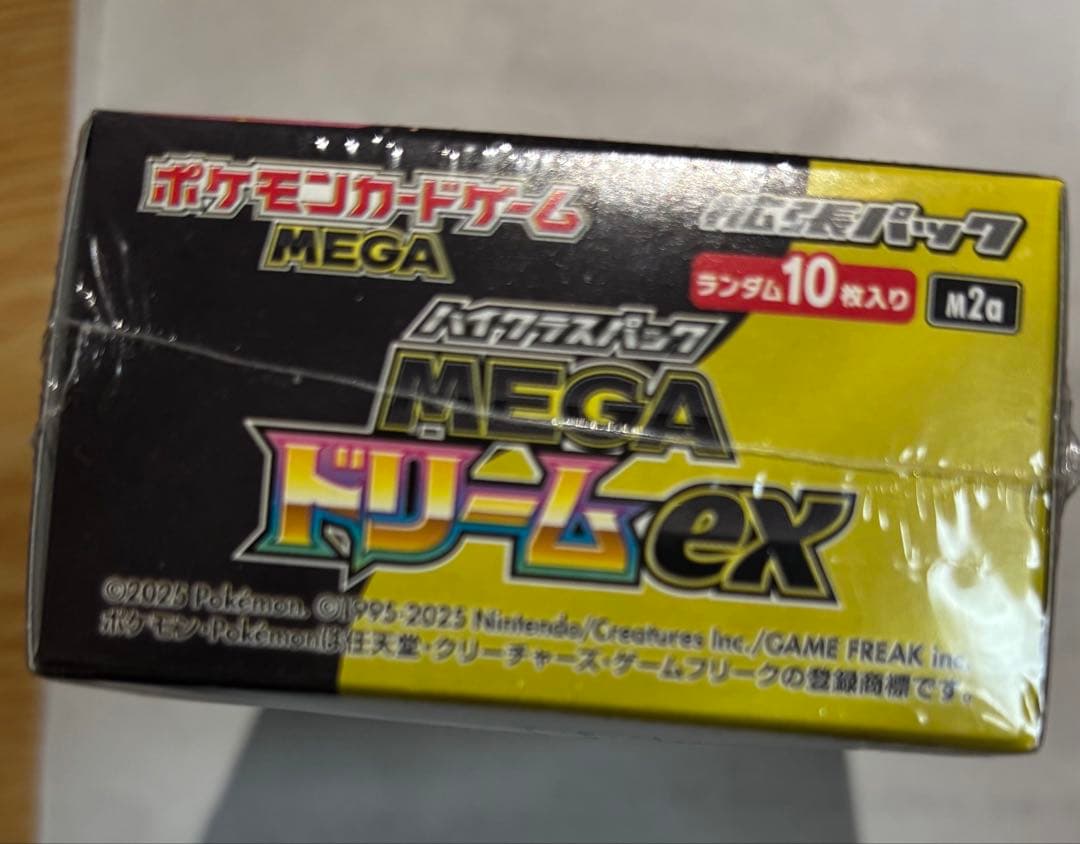 ポケモンカードゲーム
MEGA
拡張パック
ランダム10枚入り
M2a
ハイクラスパック
MEGA
ドリームex
©2025 Pokémon. ©1995-2025 Nintendo/Creatures Inc./GAME FREAK inc.
ポケモン・Pokémonは任天堂・クリーチャーズ・ゲームフリークの登録商標です。